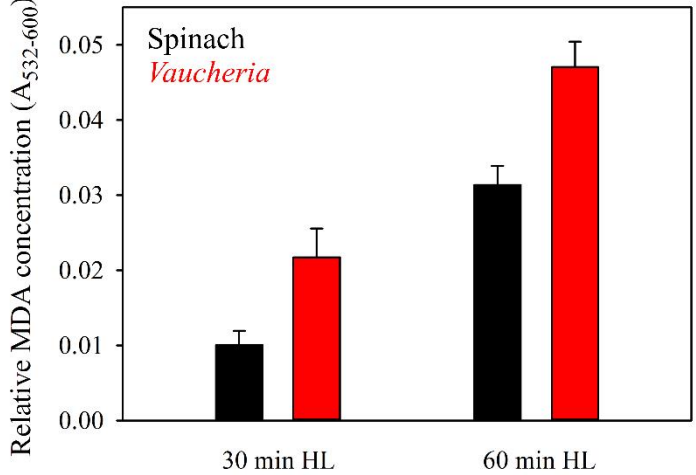 Relative MDA concentration (A532-600)
0.05
0.04
0.03
0.02
0.01
0.00
Spinach
Vaucheria
30 min HL
60 min HL